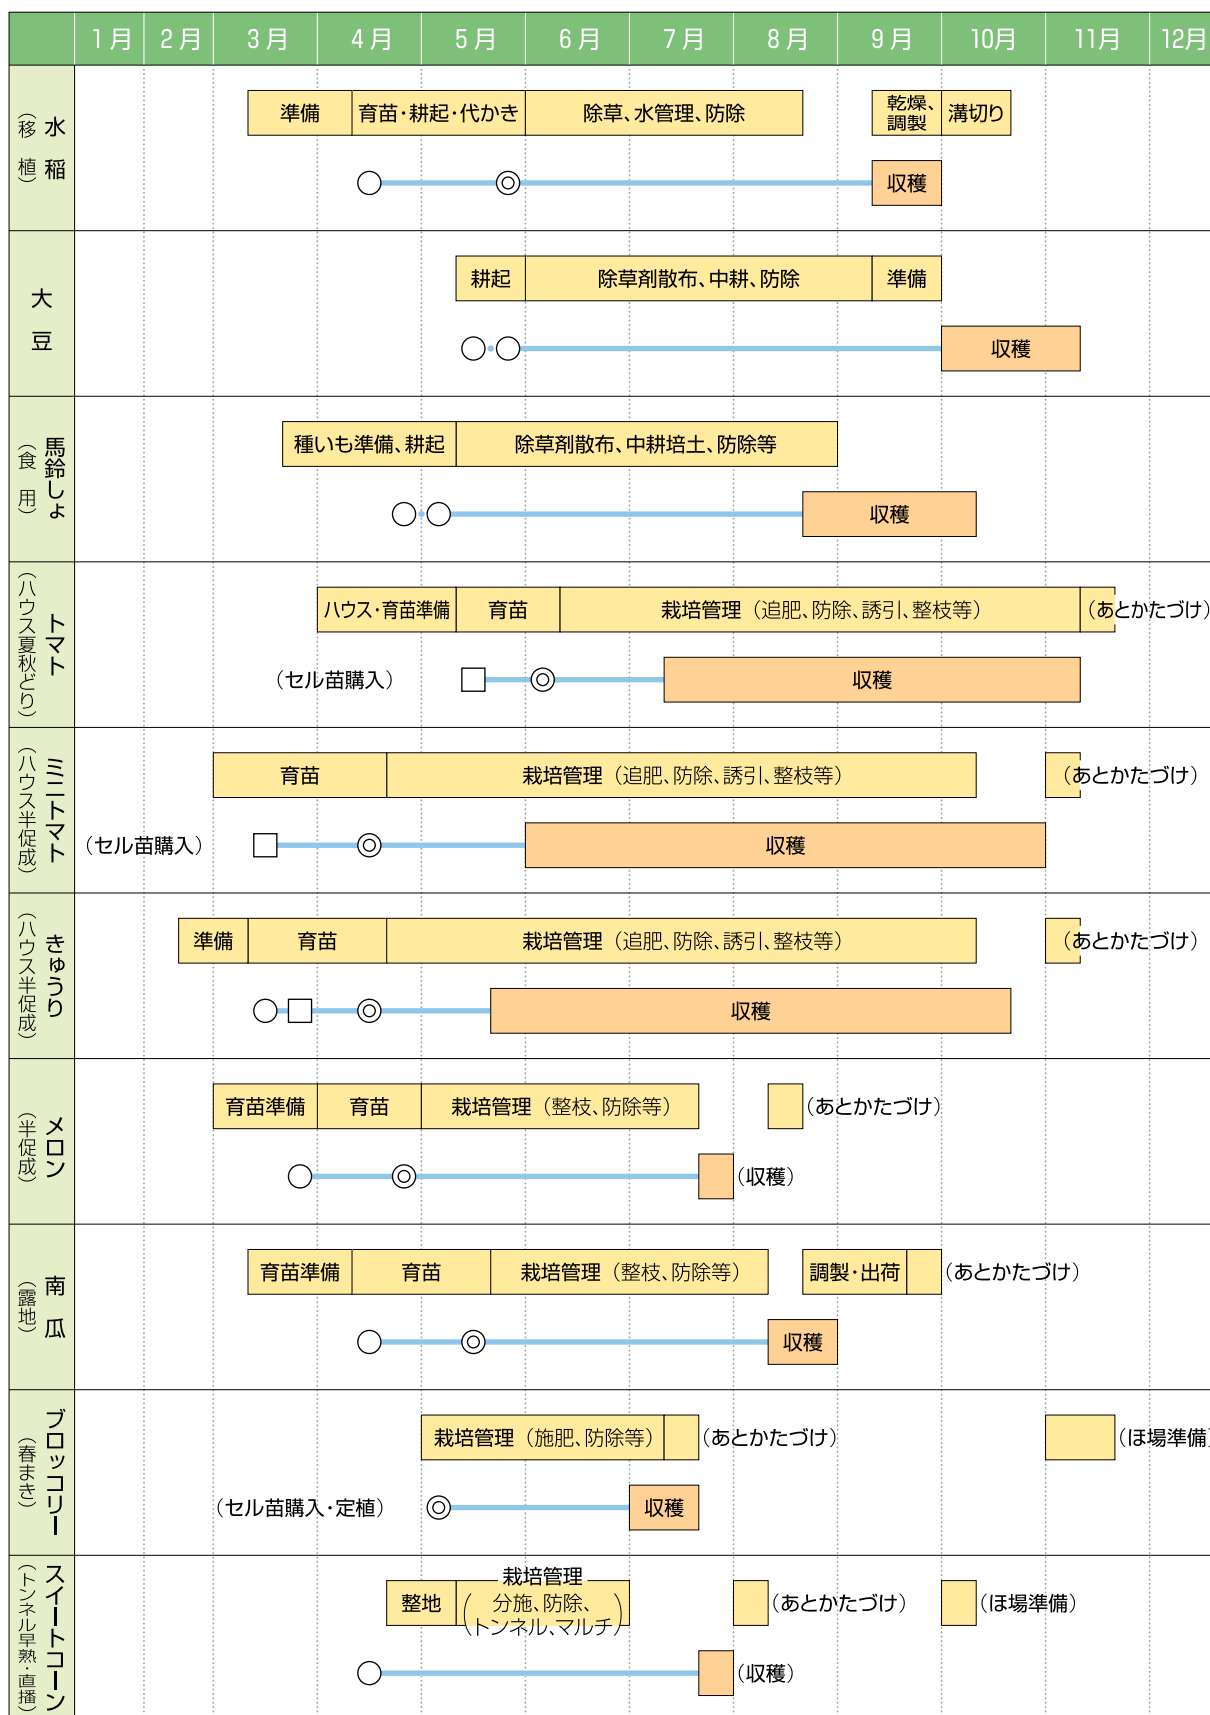 1月 2月 3月 4月 5月 6月 7月 8月 9月 10月 11月 12月
水稲
（移植）
準備 育苗・耕起・代かき 除草、水管理、防除 乾燥、調製 溝切り
収穫
大豆
耕起 除草剤散布、中耕、防除 準備
収穫
馬鈴しょ
（食用）
種いも準備、耕起 除草剤散布、中耕培土、防除等
収穫
トマト
（ハウス夏秋どり）
ハウス・育苗準備 育苗 栽培管理（追肥、防除、誘引、整枝等） （あとかたづけ）
（セル苗購入） 収穫
ミニトマト
（ハウス半促成）
育苗 栽培管理（追肥、防除、誘引、整枝等） （あとかたづけ）
（セル苗購入） 収穫
きゅうり
（ハウス半促成）
準備 育苗 栽培管理（追肥、防除、誘引、整枝等） （あとかたづけ）
収穫
メロン
（半促成）
育苗準備 育苗 栽培管理（整枝、防除等） （あとかたづけ）
（収穫）
南瓜
（露地）
育苗準備 育苗 栽培管理（整枝、防除等） 調製・出荷 （あとかたづけ）
収穫
ブロッコリー
（春まき）
栽培管理（施肥、防除等） （あとかたづけ） （ほ場準備）
（セル苗購入・定植） 収穫
スイートコーン
（トンネル早熟・直播）
栽培管理
整地 （分施、防除、 （あとかたづけ） （ほ場準備）
トンネル、マルチ）
（収穫）